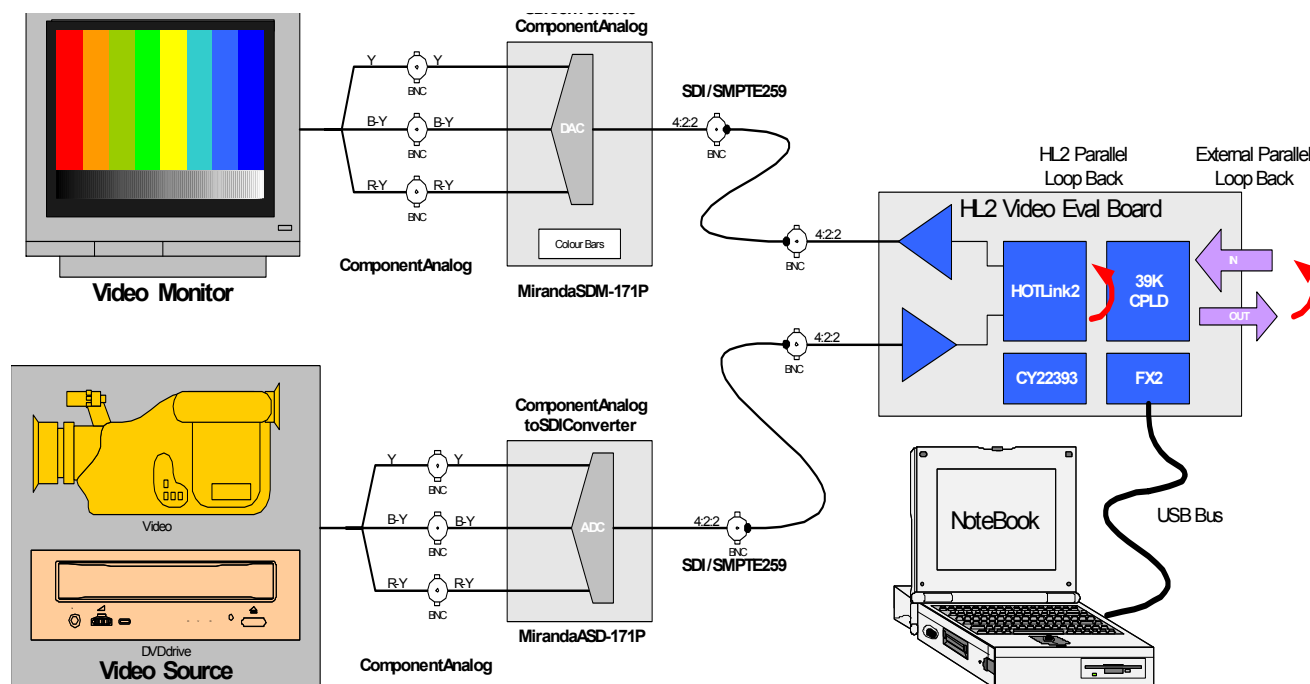 ComponentAnalog
Y
Y
BNC
B-Y
B-Y
BNC
R-Y
R-Y
BNC
DAC
Colour Bars
MirandaSDM-171P
ComponentAnalog
Video Monitor
SDI/SMPTE259
4:2:2
BNC
4:2:2
BNC
HL2 Parallel
Loop Back
External Parallel
Loop Back
HL2 Video Eval Board
HOTLink2
39K
CPLD
IN
OUT
CY22393
FX2
4:2:2
BNC
Video
DVDdrive
Video Source
Y
Y
BNC
B-Y
B-Y
BNC
R-Y
R-Y
BNC
ComponentAnalog
ComponentAnalog
toSDIConverter
ADC
MirandaASD-171P
4:2:2
BNC
SDI/SMPTE259
NoteBook
USB Bus